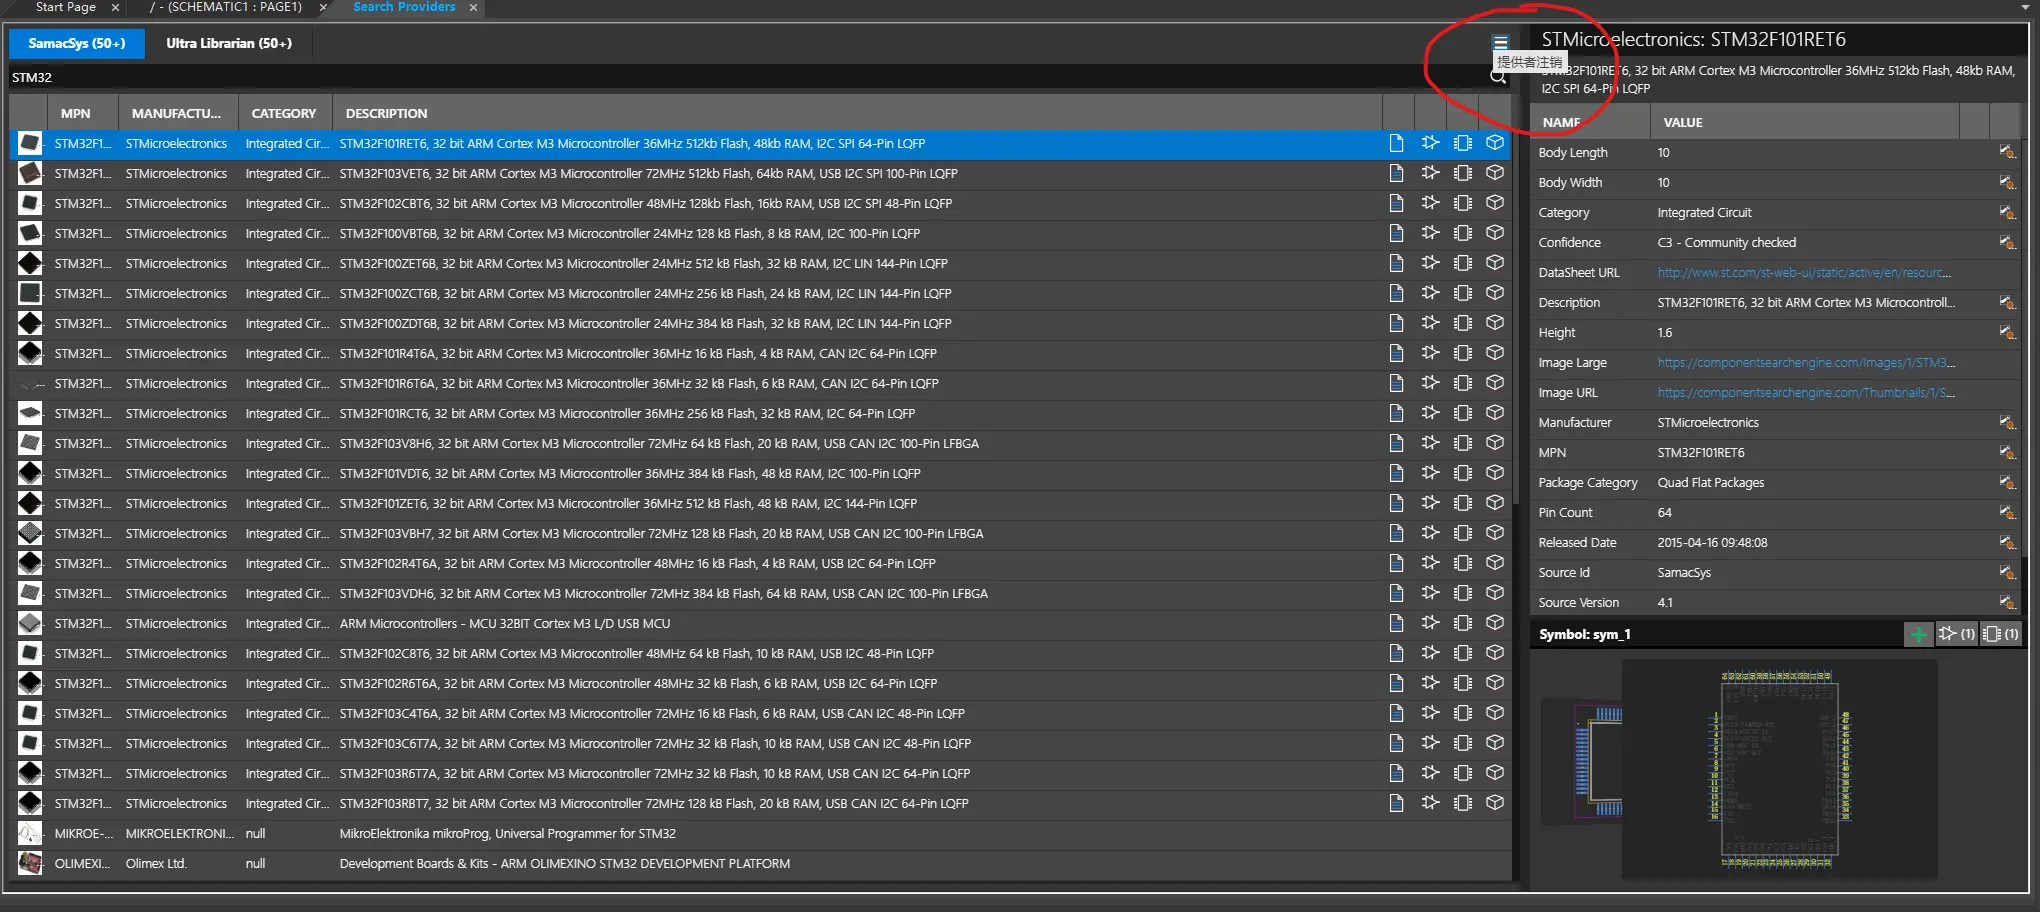 Start Page
/ - (SCHEMATIC1 : PAGE1)
Search Providers
SamacSys (50+)
Ultra Librarian (50+)
STM32
提供者注销
MPN MANUFACTU... CATEGORY DESCRIPTION
STM32F1... STMicroelectronics Integrated Cir... STM32F101RET6, 32 bit ARM Cortex M3 Microcontroller 36MHz 512kb Flash, 48kb RAM, I2C SPI 64-Pin LQFP
STM32F1... STMicroelectronics Integrated Cir... STM32F103VET6, 32 bit ARM Cortex M3 Microcontroller 72MHz 512kb Flash, 64kb RAM, USB I2C SPI 100-Pin LQFP
STM32F1... STMicroelectronics Integrated Cir... STM32F102CBT6, 32 bit ARM Cortex M3 Microcontroller 48MHz 128kb Flash, 16kb RAM, USB I2C SPI 48-Pin LQFP
STM32F1... STMicroelectronics Integrated Cir... STM32F100VBT6B, 32 bit ARM Cortex M3 Microcontroller 24MHz 128 kB Flash, 8 kB RAM, I2C 100-Pin LQFP
STM32F1... STMicroelectronics Integrated Cir... STM32F100ZET6B, 32 bit ARM Cortex M3 Microcontroller 24MHz 512 kB Flash, 32 kB RAM, I2C LIN 144-Pin LQFP
STM32F1... STMicroelectronics Integrated Cir... STM32F100ZCT6B, 32 bit ARM Cortex M3 Microcontroller 24MHz 256 kB Flash, 24 kB RAM, I2C LIN 144-Pin LQFP
STM32F1... STMicroelectronics Integrated Cir... STM32F100ZDT6B, 32 bit ARM Cortex M3 Microcontroller 24MHz 384 kB Flash, 32 kB RAM, I2C LIN 144-Pin LQFP
STM32F1... STMicroelectronics Integrated Cir... STM32F101R4T6A, 32 bit ARM Cortex M3 Microcontroller 36MHz 16 kB Flash, 4 kB RAM, CAN I2C 64-Pin LQFP
STM32F1... STMicroelectronics Integrated Cir... STM32F101R6T6A, 32 bit ARM Cortex M3 Microcontroller 36MHz 32 kB Flash, 6 kB RAM, CAN I2C 64-Pin LQFP
STM32F1... STMicroelectronics Integrated Cir... STM32F101RCT6, 32 bit ARM Cortex M3 Microcontroller 36MHz 256 kB Flash, 32 kB RAM, I2C 64-Pin LQFP
STM32F1... STMicroelectronics Integrated Cir... STM32F103V8H6, 32 bit ARM Cortex M3 Microcontroller 72MHz 64 kB Flash, 20 kB RAM, USB CAN I2C 100-Pin LFBGA
STM32F1... STMicroelectronics Integrated Cir... STM32F101VDT6, 32 bit ARM Cortex M3 Microcontroller 36MHz 384 kB Flash, 48 kB RAM, I2C 100-Pin LQFP
STM32F1... STMicroelectronics Integrated Cir... STM32F101ZET6, 32 bit ARM Cortex M3 Microcontroller 36MHz 512 kB Flash, 48 kB RAM, I2C 144-Pin LQFP
STM32F1... STMicroelectronics Integrated Cir... STM32F103VBH7, 32 bit ARM Cortex M3 Microcontroller 72MHz 128 kB Flash, 20 kB RAM, USB CAN I2C 100-Pin LFBGA
STM32F1... STMicroelectronics Integrated Cir... STM32F102R4T6A, 32 bit ARM Cortex M3 Microcontroller 48MHz 16 kB Flash, 4 kB RAM, USB I2C 64-Pin LQFP
STM32F1... STMicroelectronics Integrated Cir... STM32F103VDH6, 32 bit ARM Cortex M3 Microcontroller 72MHz 384 kB Flash, 64 kB RAM, USB CAN I2C 100-Pin LFBGA
STM32F1... STMicroelectronics Integrated Cir... ARM Microcontrollers - MCU 32BIT Cortex M3 L/D USB MCU
STM32F1... STMicroelectronics Integrated Cir... STM32F102C8T6, 32 bit ARM Cortex M3 Microcontroller 48MHz 64 kB Flash, 10 kB RAM, USB I2C 48-Pin LQFP
STM32F1... STMicroelectronics Integrated Cir... STM32F102R6T6A, 32 bit ARM Cortex M3 Microcontroller 48MHz 32 kB Flash, 6 kB RAM, USB I2C 64-Pin LQFP
STM32F1... STMicroelectronics Integrated Cir... STM32F103C4T6A, 32 bit ARM Cortex M3 Microcontroller 72MHz 16 kB Flash, 6 kB RAM, USB CAN I2C 48-Pin LQFP
STM32F1... STMicroelectronics Integrated Cir... STM32F103C6T7A, 32 bit ARM Cortex M3 Microcontroller 72MHz 32 kB Flash, 10 kB RAM, USB CAN I2C 48-Pin LQFP
STM32F1... STMicroelectronics Integrated Cir... STM32F103R6T7A, 32 bit ARM Cortex M3 Microcontroller 72MHz 32 kB Flash, 10 kB RAM, USB CAN I2C 64-Pin LQFP
STM32F1... STMicroelectronics Integrated Cir... STM32F103RBT7, 32 bit ARM Cortex M3 Microcontroller 72MHz 128 kB Flash, 20 kB RAM, USB CAN I2C 64-Pin LQFP
MIKROE-... MIKROELEKTRONI... null MikroElektronika mikroProg, Universal Programmer for STM32
OLIMEXI... Olimex Ltd. null Development Boards & Kits - ARM OLIMEXINO STM32 DEVELOPMENT PLATFORM
STMicroelectronics: STM32F101RET6
STM32F101RET6, 32 bit ARM Cortex M3 Microcontroller 36MHz 512kb Flash, 48kb RAM,
I2C SPI 64-Pin LQFP
NAME VALUE
Body Length 10
Body Width 10
Category Integrated Circuit
Confidence C3 - Community checked
DataSheet URL http://www.st.com/st-web-ui/static/active/en/resourc...
Description STM32F101RET6, 32 bit ARM Cortex M3 Microcontroll...
Height 1.6
Image Large https://componentsearchengine.com/Images/1/STM3...
Image URL https://componentsearchengine.com/Thumbnails/1/S...
Manufacturer STMicroelectronics
MPN STM32F101RET6
Package Category Quad Flat Packages
Pin Count 64
Released Date 2015-04-16 09:48:08
Source Id SamacSys
Source Version 4.1
Symbol: sym_1
(1) (1)